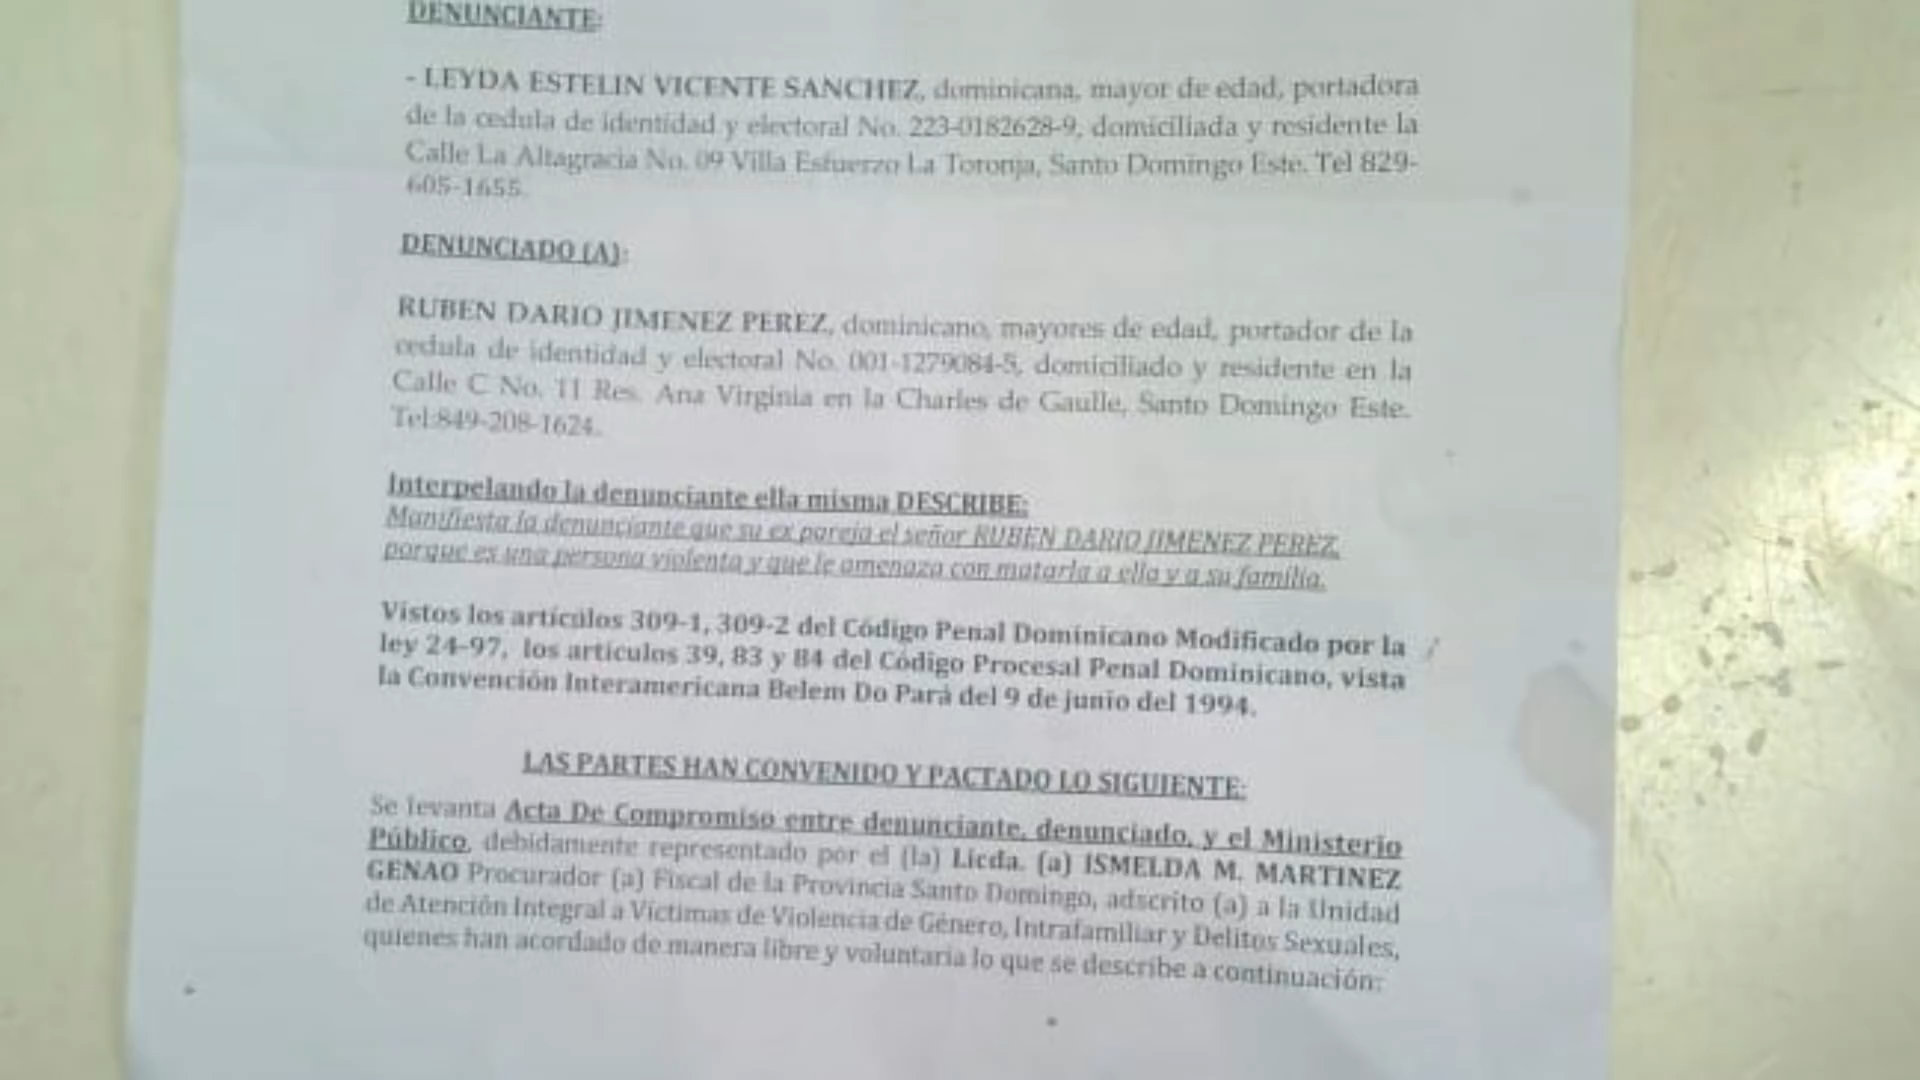 DENUNCIANTE:
- LEYDA ESTELIN VICENTE SANCHEZ, dominicana, mayor de edad, portadora
de la cedula de identidad y electoral No. 223-0182628-9, domiciliada y residente la
Calle La Altagracia No. 09 Villa Esfuerzo La Toronja, Santo Domingo Este. Tel 829-
605-1655.
DENUNCIADO (A):
RUBEN DARIO JIMENEZ PEREZ, dominicano, mayores de edad, portador de la
cedula de identidad y electoral No. 001-1279084-5, domiciliado y residente en la
Calle C No. 11 Res. Ana Virginia en la Charles de Gaulle, Santo Domingo Este.
Tel:849-208-1624.
Interpelando la denunciante ella misma DESCRIBE:
Manifiesta la denunciante que su ex pareja el señor RUBEN DARIO JIMENEZ PEREZ,
porque es una persona violenta y que le amenaza con matarla a ella y a su familia.
Vistos los artículos 309-1, 309-2 del Código Penal Dominicano Modificado por la
ley 24-97, los artículos 39, 83 y 84 del Código Procesal Penal Dominicano, vista
la Convención Interamericana Belem Do Pará del 9 de junio del 1994.
LAS PARTES HAN CONVENIDO Y PACTADO LO SIGUIENTE:
Se levanta Acta De Compromiso entre denunciante, denunciado, y el Ministerio
Público, debidamente representado por el (la) Licda. (a) ISMELDA M. MARTINEZ
GENAO Procurador (a) Fiscal de la Provincia Santo Domingo, adscrito (a) a la Unidad
de Atención Integral a Víctimas de Violencia de Género, Intrafamiliar y Delitos Sexuales,
quienes han acordado de manera libre y voluntaria lo que se describe a continuación: